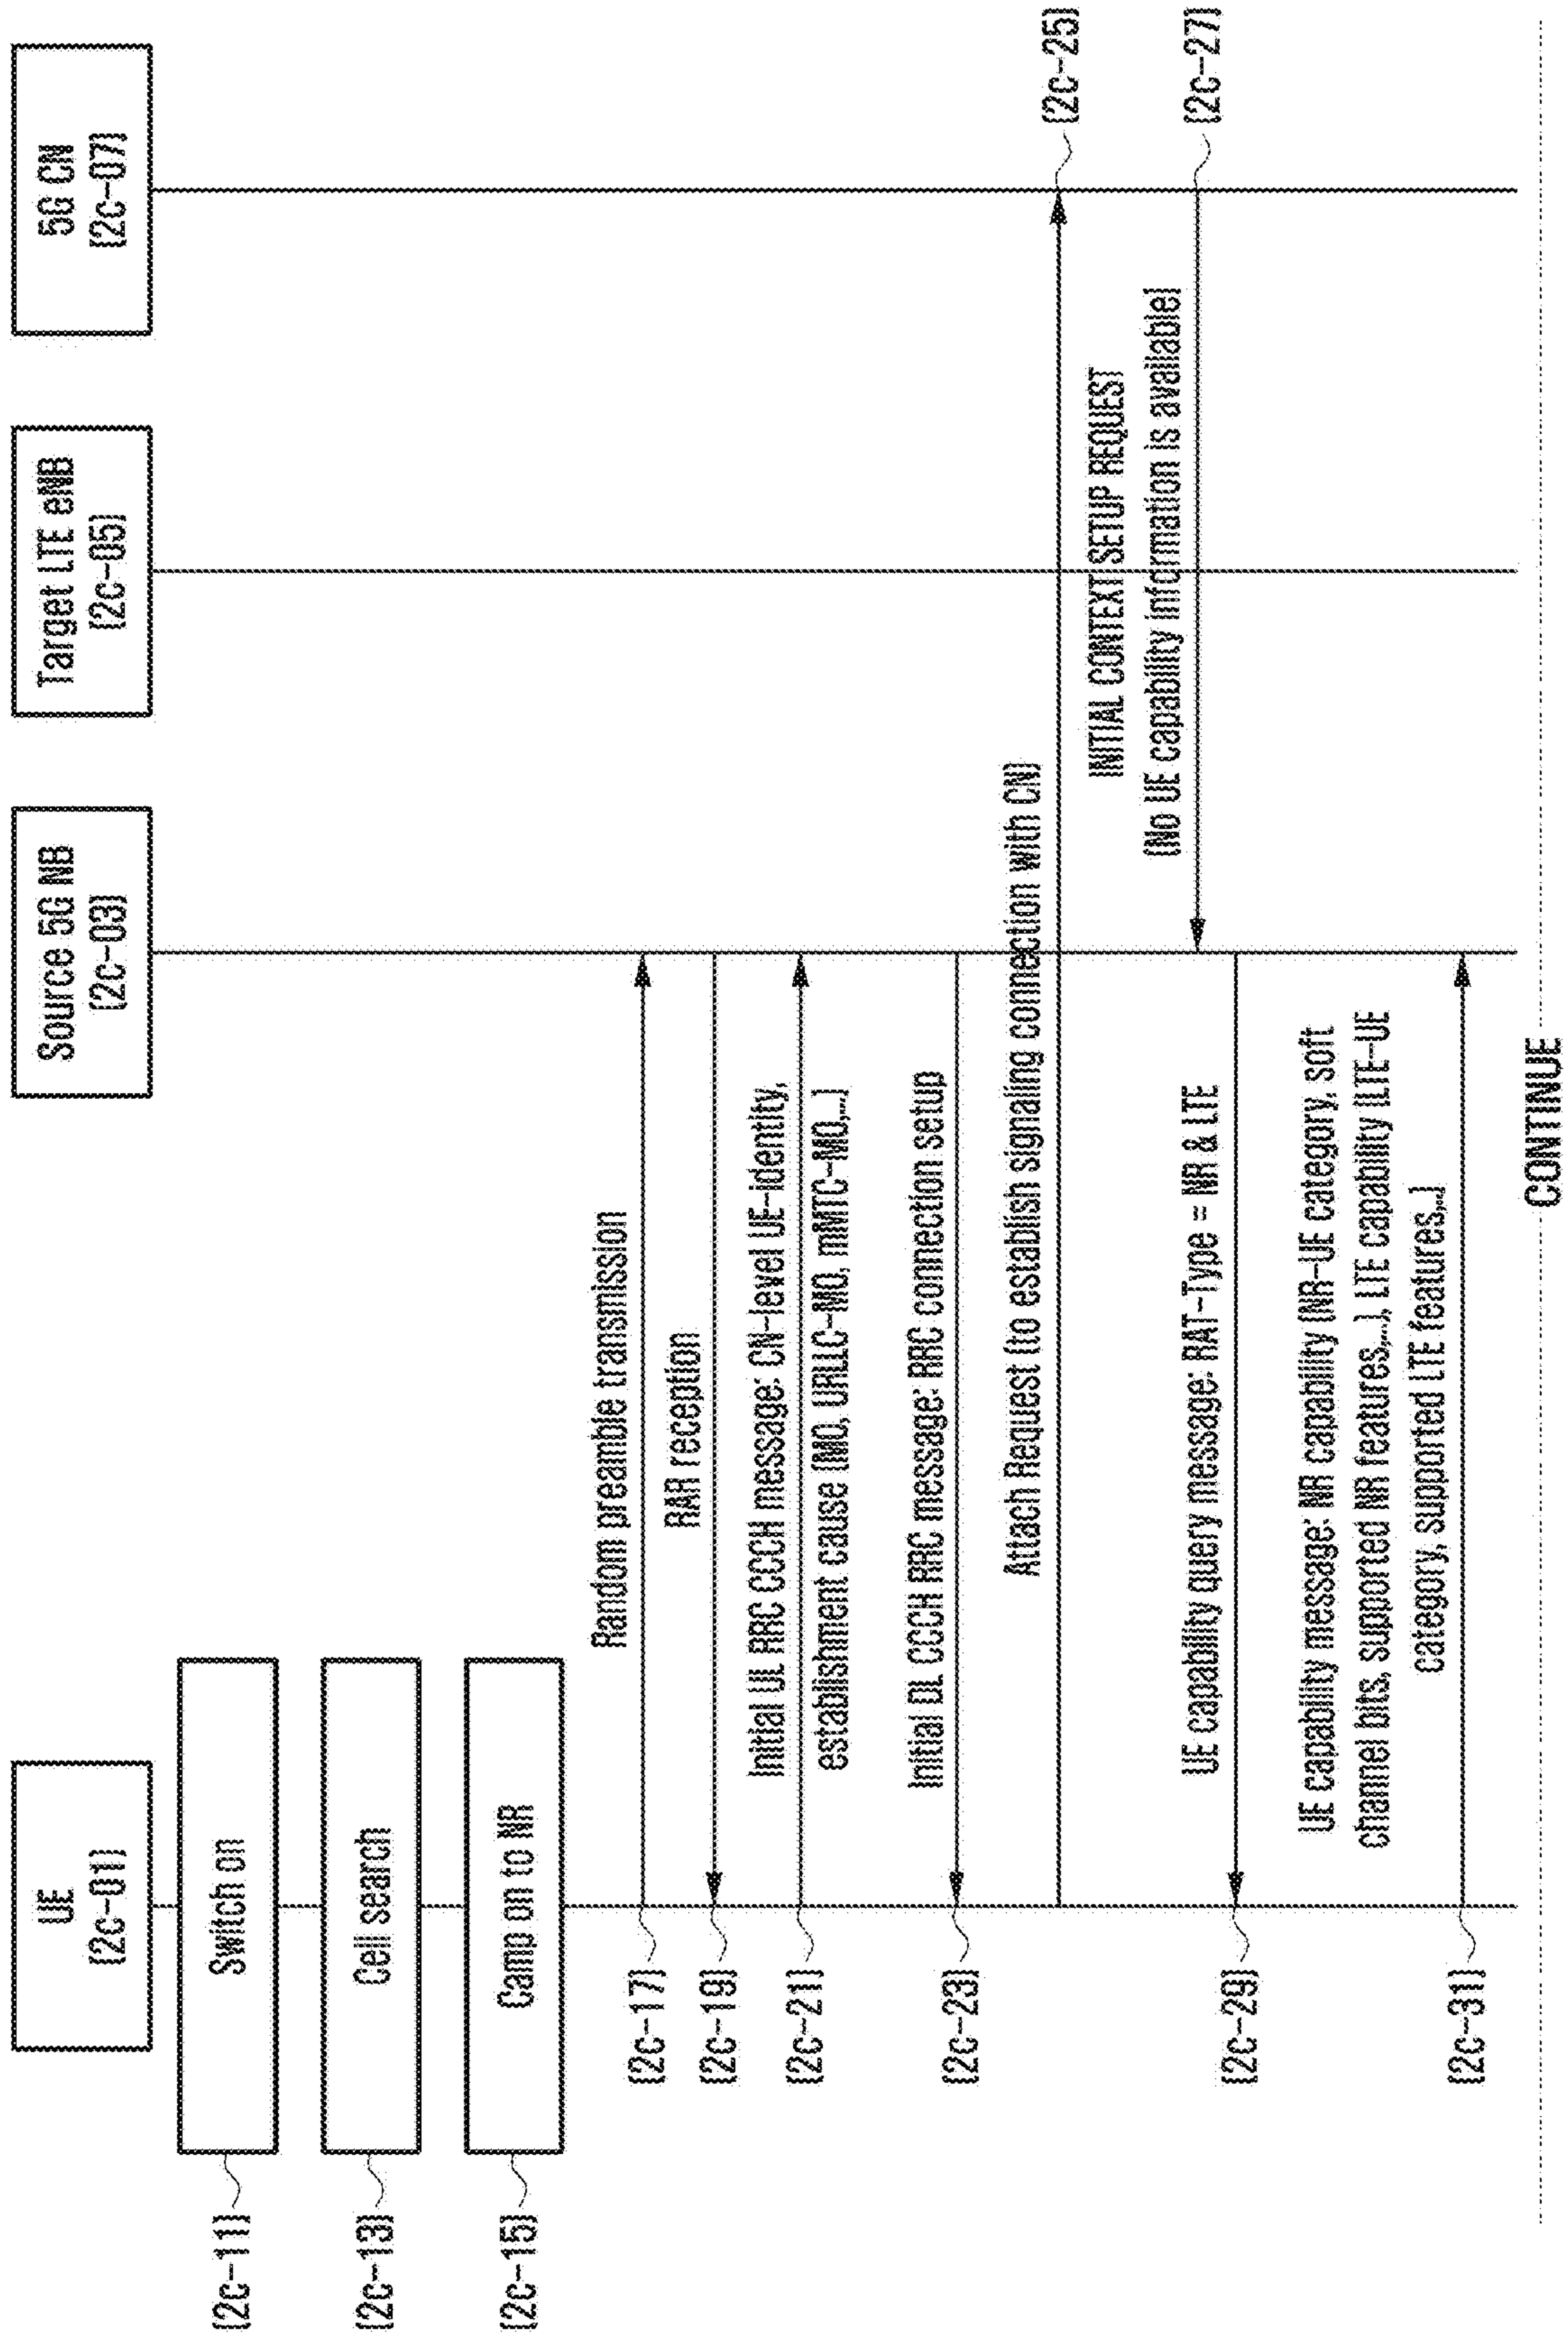 UE
[2c-01]
Source 5G NB
[2c-03]
Target LTE eNB
[2c-05]
5G CN
[2c-07]
[2c-11]
Switch on
[2c-13]
Cell search
[2c-15]
Camp on to NR
Random preamble transmission
[2c-17]
RAR reception
[2c-19]
Initial UL RRC CCCH message: CN-level UE-identity,
establishment cause [MO, URLLC-MO, mMTC-MO,..]
[2c-21]
Initial DL CCCH RRC message: RRC connection setup
[2c-23]
Attach Request [to establish signaling connection with CN]
[2c-25]
INITIAL CONTEXT SETUP REQUEST
[No UE capability information is available]
[2c-27]
UE capability query message: RAT-Type = NR & LTE
[2c-29]
UE capability message: NR capability [NR-UE category, soft
channel bits, supported NR features,..], LTE capability [LTE-UE
category, supported LTE features,..]
[2c-31]
CONTINUE